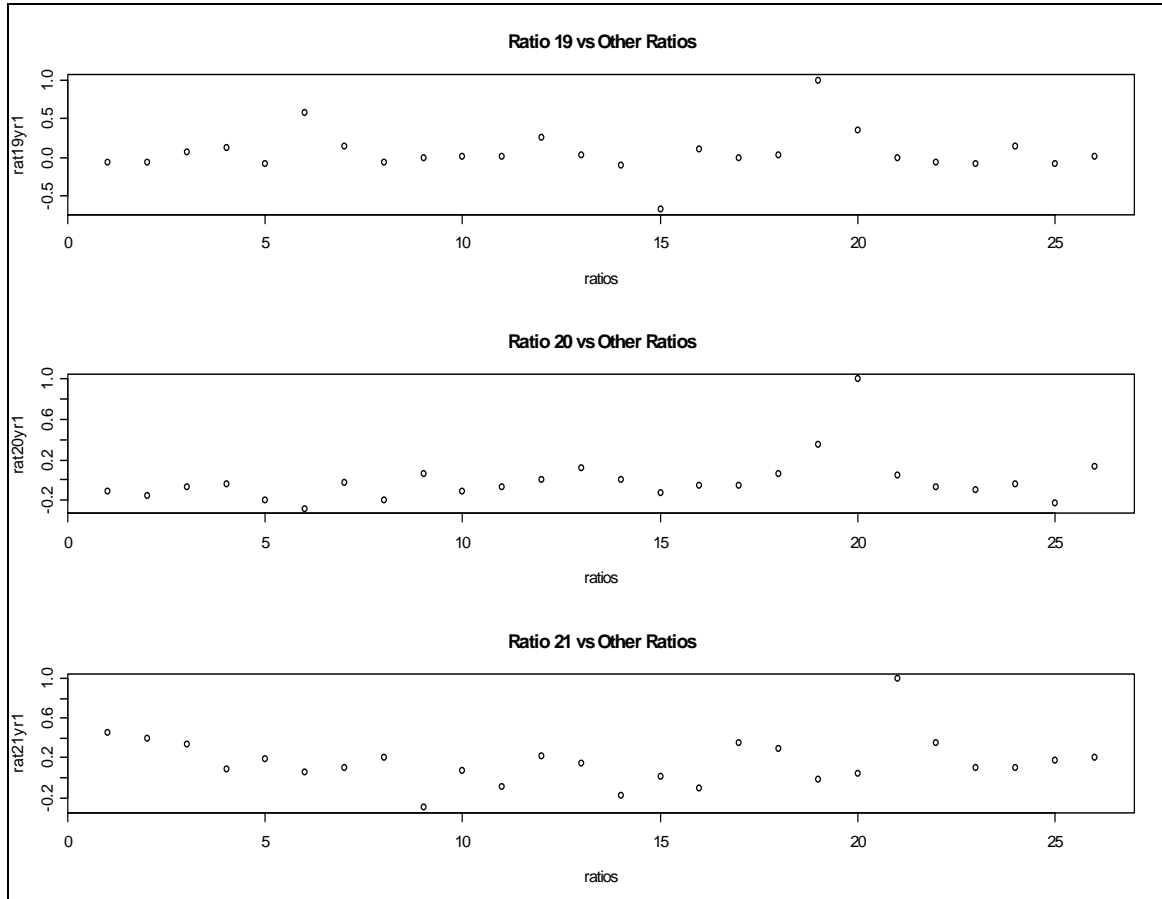 Ratio 19 vs Other Ratios
rat19yr1
1.0
0.5
0.0
-0.5
0 5 10 15 20 25
ratios
Ratio 20 vs Other Ratios
rat20yr1
1.0
0.6
0.2
-0.2
0 5 10 15 20 25
ratios
Ratio 21 vs Other Ratios
rat21yr1
1.0
0.6
0.2
-0.2
0 5 10 15 20 25
ratios